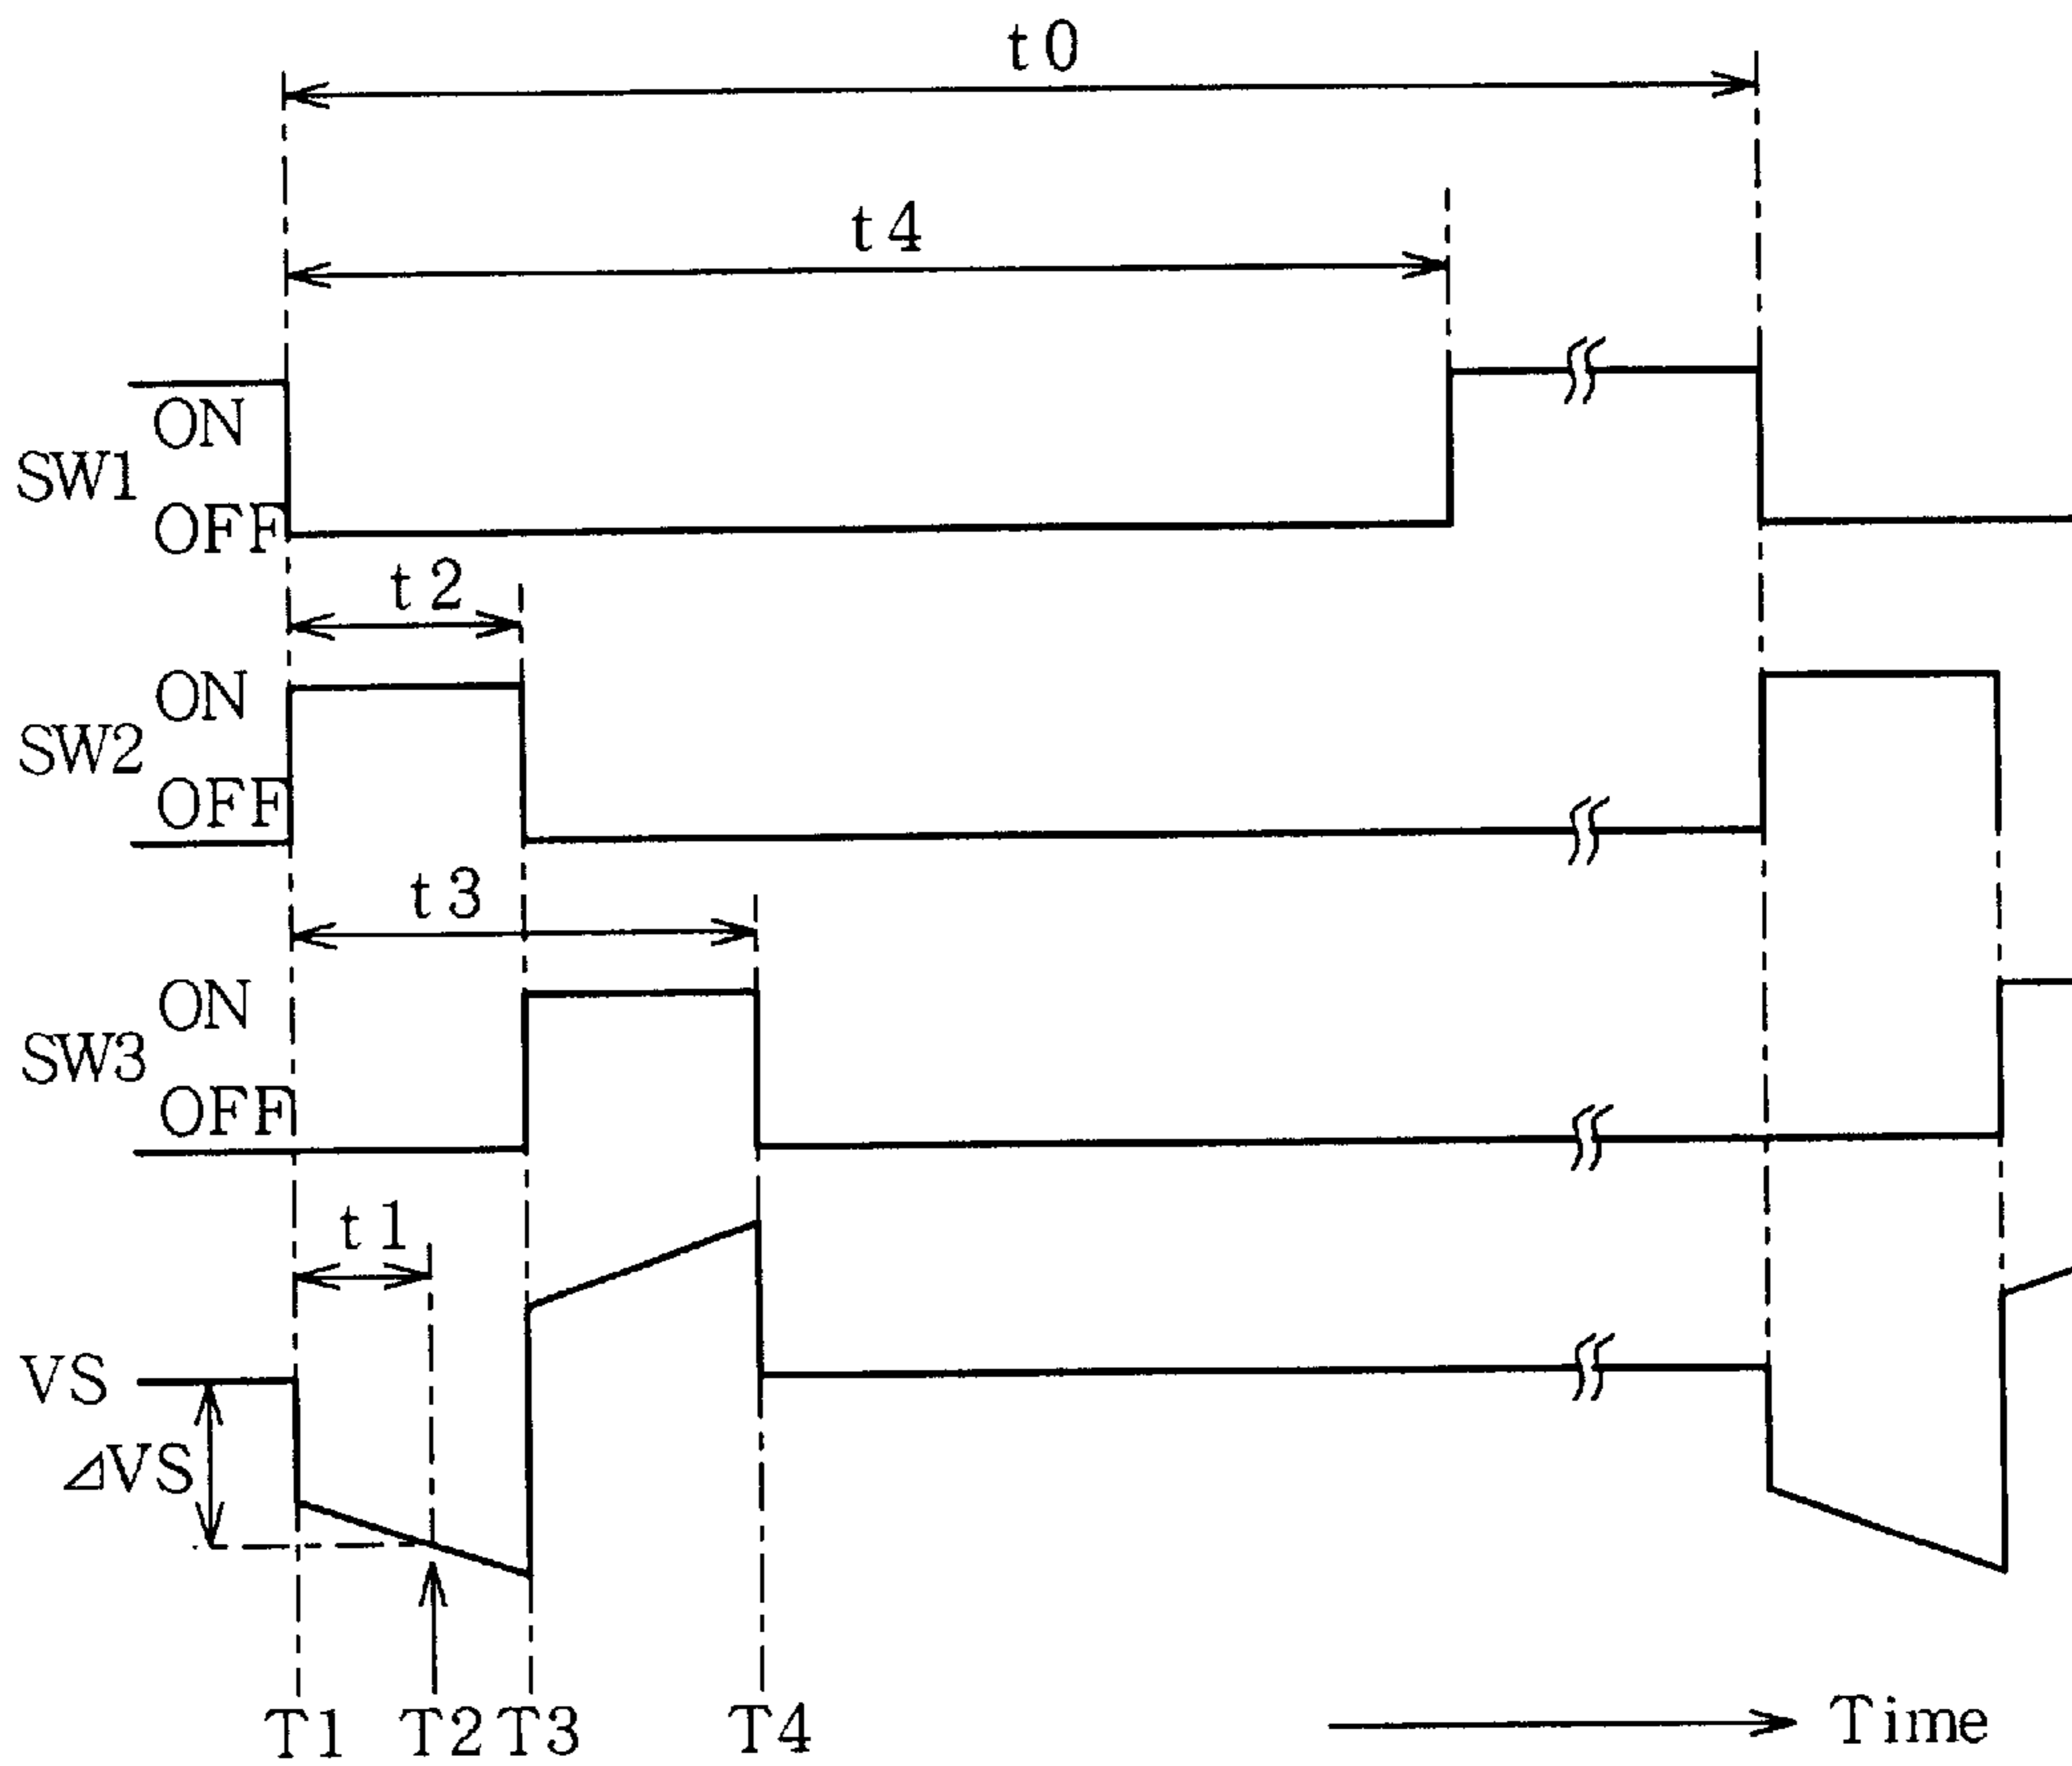 t0
t4
ON
SW1
OFF
t2
ON
SW2
OFF
t3
ON
SW3
OFF
t1
VS
⊿VS
T1 T2 T3 T4
Time